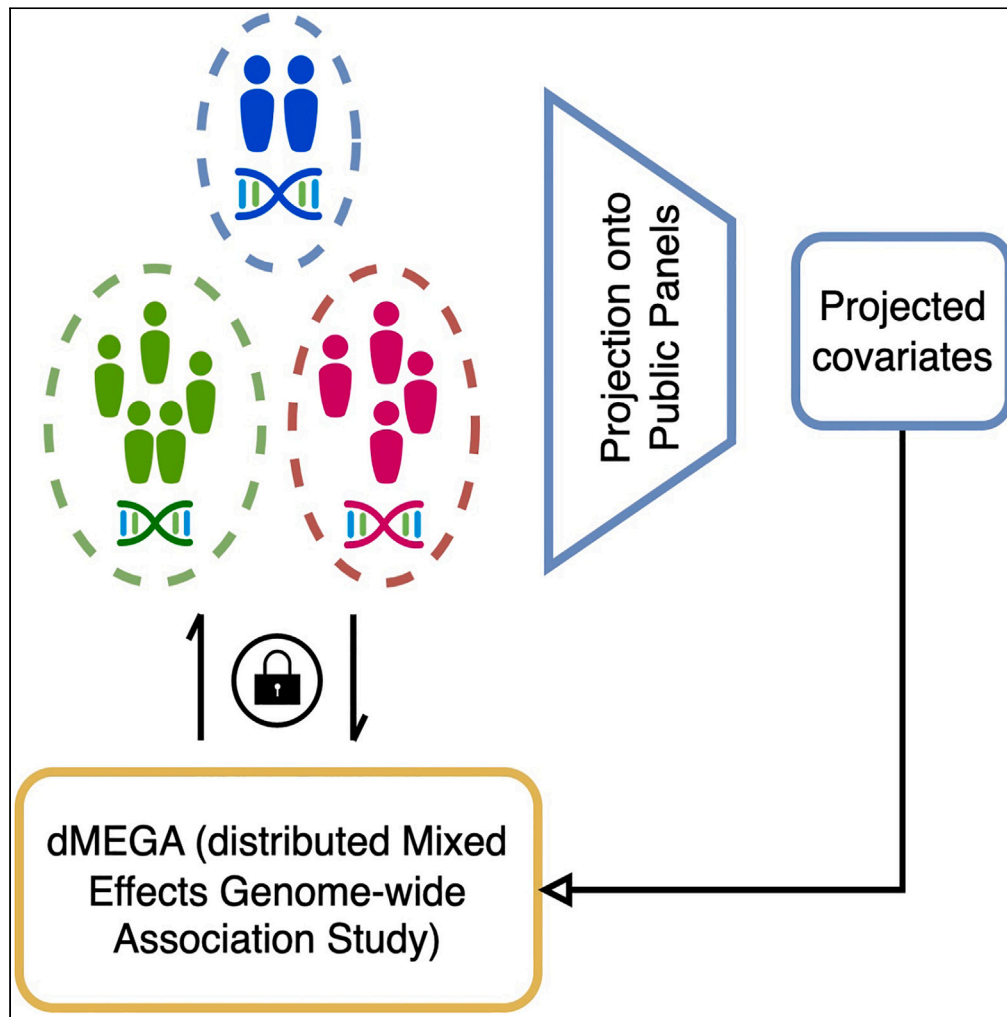 Projection onto
Public Panels
Projected
covariates
dMEGA (distributed Mixed
Effects Genome-wide
Association Study)